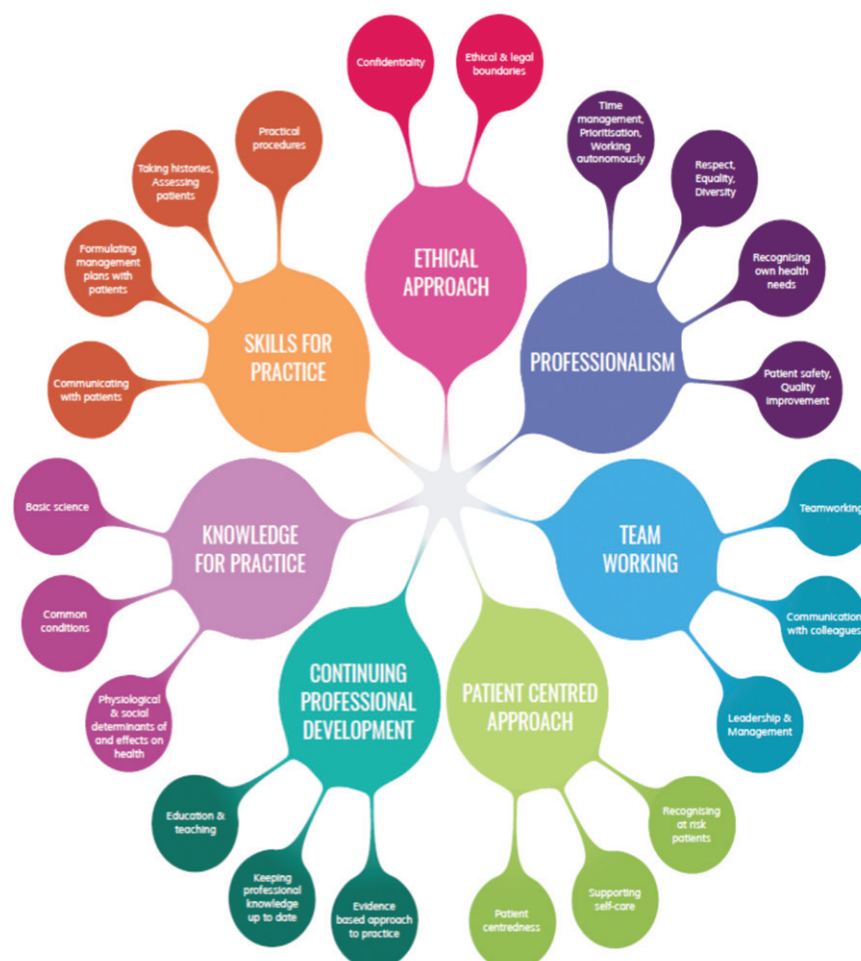 Confidentiality
Ethical & legal
boundaries
ETHICAL
APPROACH
Time
management,
Prioritisation,
Working
autonomously
Respect,
Equality,
Diversity
Recognising
own health
needs
Patient safety,
Quality
improvement
PROFESSIONALISM
Teamworking
Communication
with colleagues
Leadership &
Management
TEAM
WORKING
Recognising
at risk
patients
Supporting
self-care
Patient
centredness
PATIENT CENTRED
APPROACH
Evidence
based approach
to practice
Keeping
professional
knowledge
up to date
Education &
teaching
CONTINUING
PROFESSIONAL
DEVELOPMENT
Physiological
& social
determinants of
and effects on
health
Common
conditions
Basic science
KNOWLEDGE
FOR PRACTICE
Communicating
with patients
Formulating
management
plans with
patients
Taking histories,
Assessing
patients
Practical
procedures
SKILLS FOR
PRACTICE